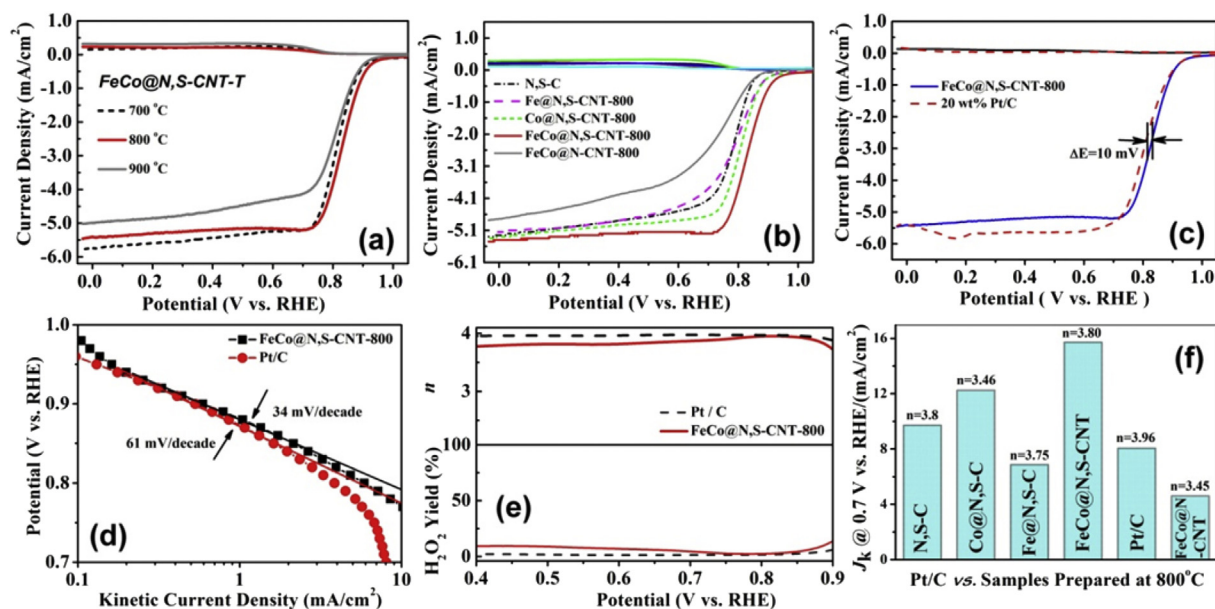 1.0
0.0
-1.0
-2.0
-3.0
-4.0
-5.0
-6.0
Current Density (mA/cm²)
FeCo@N,S-CNT-T
700 °C
800 °C
900 °C
(a)
0.0 0.2 0.4 0.6 0.8 1.0
Potential (V vs. RHE)
1.0
0.0
-1.0
-2.0
-3.1
-4.1
-5.1
-6.1
Current Density (mA/cm²)
N,S-C
Fe@N,S-CNT-800
Co@N,S-CNT-800
FeCo@N,S-CNT-800
FeCo@N-CNT-800
(b)
0.0 0.2 0.4 0.6 0.8 1.0
Potential (V vs. RHE)
1.0
0.0
-1.0
-2.0
-3.0
-4.0
-5.0
-6.0
Current Density (mA/cm²)
FeCo@N,S-CNT-800
20 wt% Pt/C
ΔE=10 mV
(c)
0.0 0.2 0.4 0.6 0.8 1.0
Potential ( V vs. RHE )
1.0
0.9
0.8
0.7
Potential (V vs. RHE)
FeCo@N,S-CNT-800
Pt/C
34 mV/decade
61 mV/decade
(d)
0.1 1 10
Kinetic Current Density (mA/cm²)
4
3
n
Pt / C
FeCo@N,S-CNT-800
100
50
0
H₂O₂ Yield (%)
(e)
0.4 0.5 0.6 0.7 0.8 0.9
Potential (V vs. RHE)
16
12
8
4
0
Jk @ 0.7 V vs. RHE/(mA/cm²)
n=3.8
n=3.46
n=3.75
n=3.80
n=3.96
n=3.45
N,S-C
Co@N,S-C
Fe@N,S-C
FeCo@N,S-CNT
Pt/C
FeCo@N
-CNT
(f)
Pt/C vs. Samples Prepared at 800°C